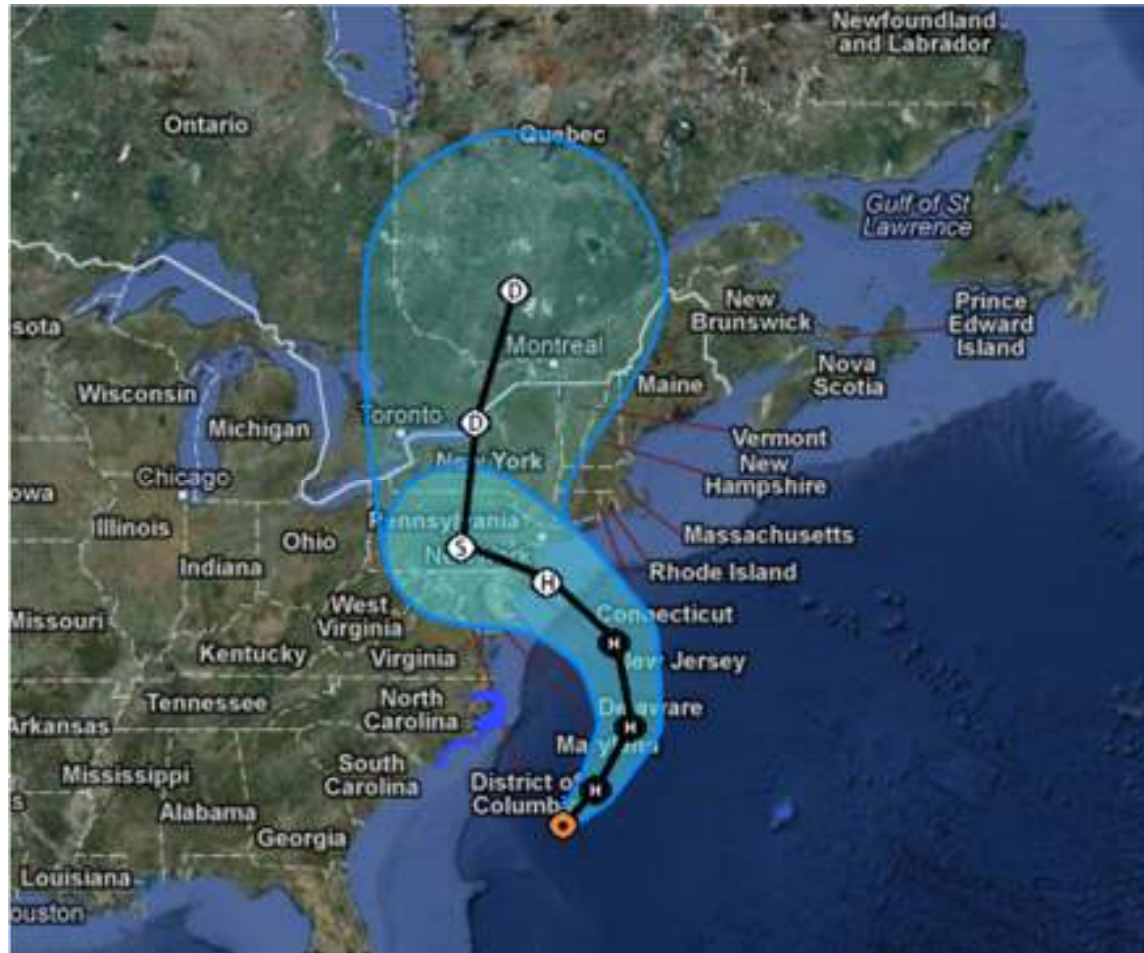 Newfoundland
and Labrador
Ontario
Quebec
Gulf of St
Lawrence
New
Brunswick
Prince
Edward
Island
Nova
Scotia
sota
Wisconsin
Michigan
Toronto
Montreal
Maine
Vermont
New
Hampshire
New York
Chicago
owa
Illinois
Indiana
Ohio
Pennsylvania
Massachusetts
Rhode Island
D
D
S
H
H
H
H
West
Virginia
Connecticut
Missouri
Kentucky
Virginia
New Jersey
Tennessee
North
Carolina
Delaware
Arkansas
Maryland
Mississippi
South
Carolina
District of
Columbia
Alabama
Georgia
Louisiana
ouston